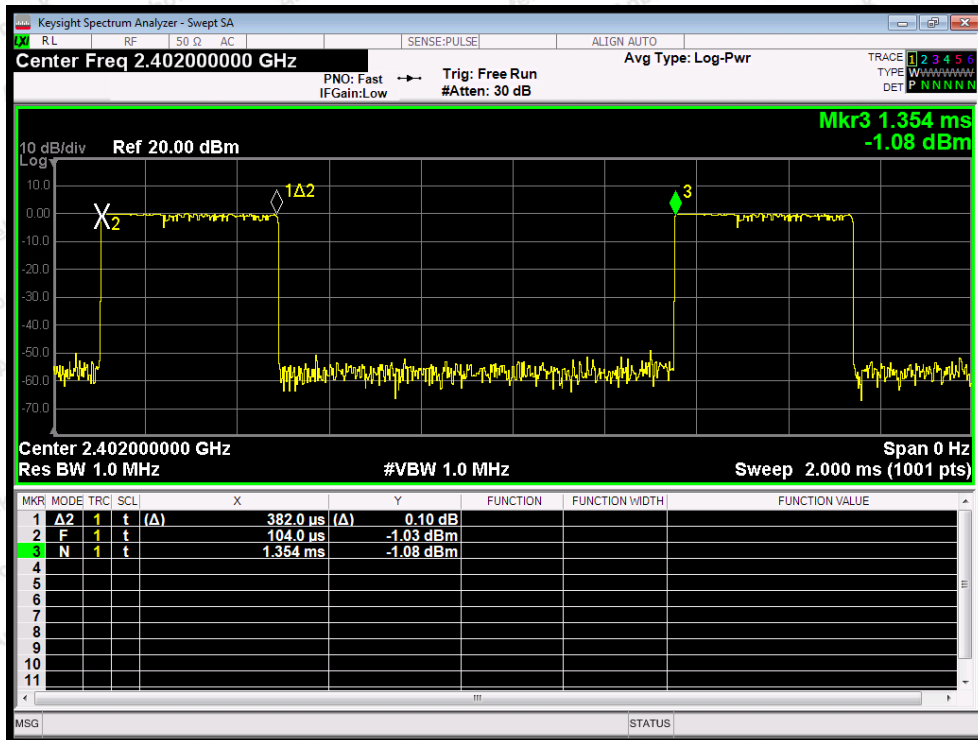 Keysight Spectrum Analyzer - Swept SA
LXI RL RF 50 Ω AC SENSE:PULSE ALIGN AUTO
Center Freq 2.402000000 GHz Avg Type: Log-Pwr TRACE 1 2 3 4 5 6
PNO: Fast Trig: Free Run TYPE WWWWWW
IFGain:Low #Atten: 30 dB DET P N N N N N
Mkr3 1.354 ms
10 dB/div Ref 20.00 dBm -1.08 dBm
Log
10.0
0.00
-10.0
-20.0
-30.0
-40.0
-50.0
-60.0
-70.0
X2
1Δ2
3
Center 2.402000000 GHz Span 0 Hz
Res BW 1.0 MHz #VBW 1.0 MHz Sweep 2.000 ms (1001 pts)
MKR MODE TRC SCL X Y FUNCTION FUNCTION WIDTH FUNCTION VALUE
1 Δ2 1 t (Δ) 382.0 µs (Δ) 0.10 dB
2 F 1 t 104.0 µs -1.03 dBm
3 N 1 t 1.354 ms -1.08 dBm
4
5
6
7
8
9
10
11
MSG STATUS